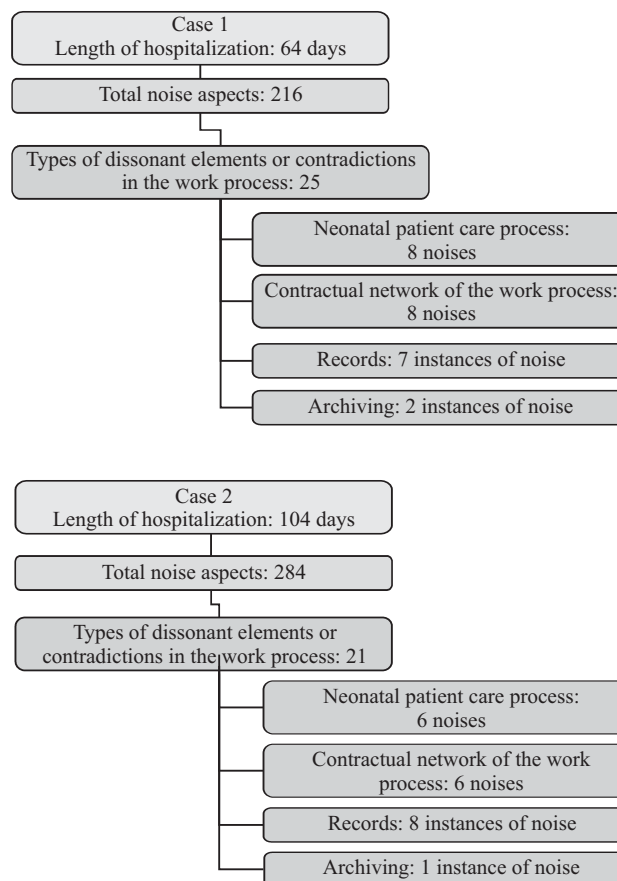 Case 1
Length of hospitalization: 64 days
Total noise aspects: 216
Types of dissonant elements or contradictions
in the work process: 25
Neonatal patient care process:
8 noises
Contractual network of the work process:
8 noises
Records: 7 instances of noise
Archiving: 2 instances of noise
Case 2
Length of hospitalization: 104 days
Total noise aspects: 284
Types of dissonant elements or
contradictions in the work process: 21
Neonatal patient care process:
6 noises
Contractual network of the work
process: 6 noises
Records: 8 instances of noise
Archiving: 1 instance of noise